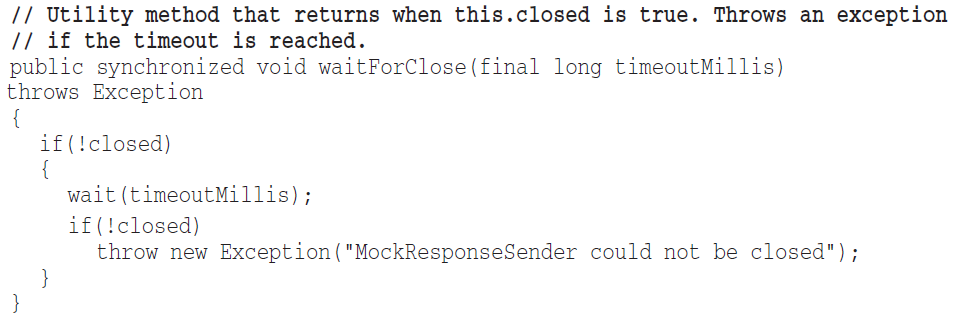 // Utility method that returns when this.closed is true. Throws an exception
// if the timeout is reached.
public synchronized void waitForClose(final long timeoutMillis)
throws Exception
{
if(!closed)
{
wait(timeoutMillis);
if(!closed)
throw new Exception("MockResponseSender could not be closed");
}
}